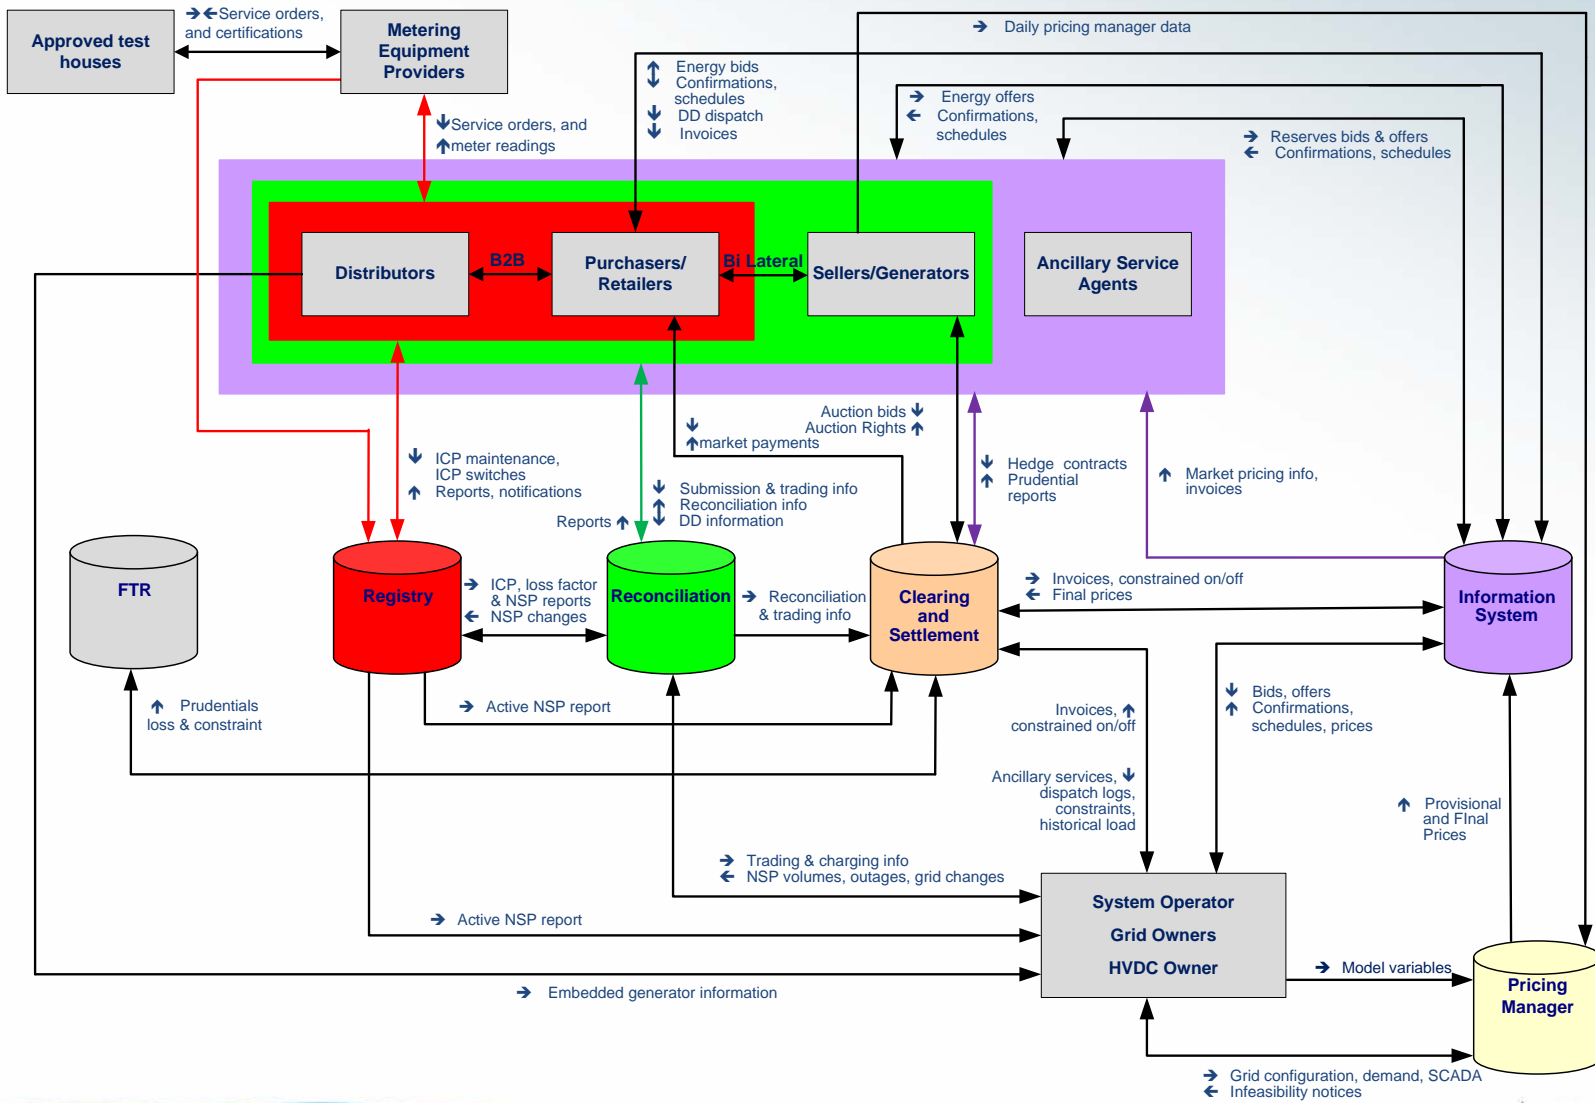 Service orders,
and certifications
Approved test
houses
Metering
Equipment
Providers
Daily pricing manager data
Energy bids
Confirmations,
schedules
DD dispatch
Invoices
Energy offers
Confirmations,
schedules
Service orders, and
meter readings
Reserves bids & offers
Confirmations, schedules
Distributors
B2B
Purchasers/
Retailers
Bi Lateral
Sellers/Generators
Ancillary Service
Agents
Auction bids
Auction Rights
market payments
ICP maintenance,
ICP switches
Reports, notifications
Reports
Submission & trading info
Reconciliation info
DD information
Hedge contracts
Prudential
reports
Market pricing info,
invoices
FTR
Registry
ICP, loss factor
& NSP reports
NSP changes
Reconciliation
Reconciliation
& trading info
Clearing
and
Settlement
Invoices, constrained on/off
Final prices
Information
System
Prudentials
loss & constraint
Active NSP report
Invoices,
constrained on/off
Bids, offers
Confirmations,
schedules, prices
Ancillary services,
dispatch logs,
constraints,
historical load
Provisional
and FInal
Prices
Trading & charging info
NSP volumes, outages, grid changes
Active NSP report
System Operator
Grid Owners
HVDC Owner
Model variables
Embedded generator information
Pricing
Manager
Grid configuration, demand, SCADA
Infeasibility notices